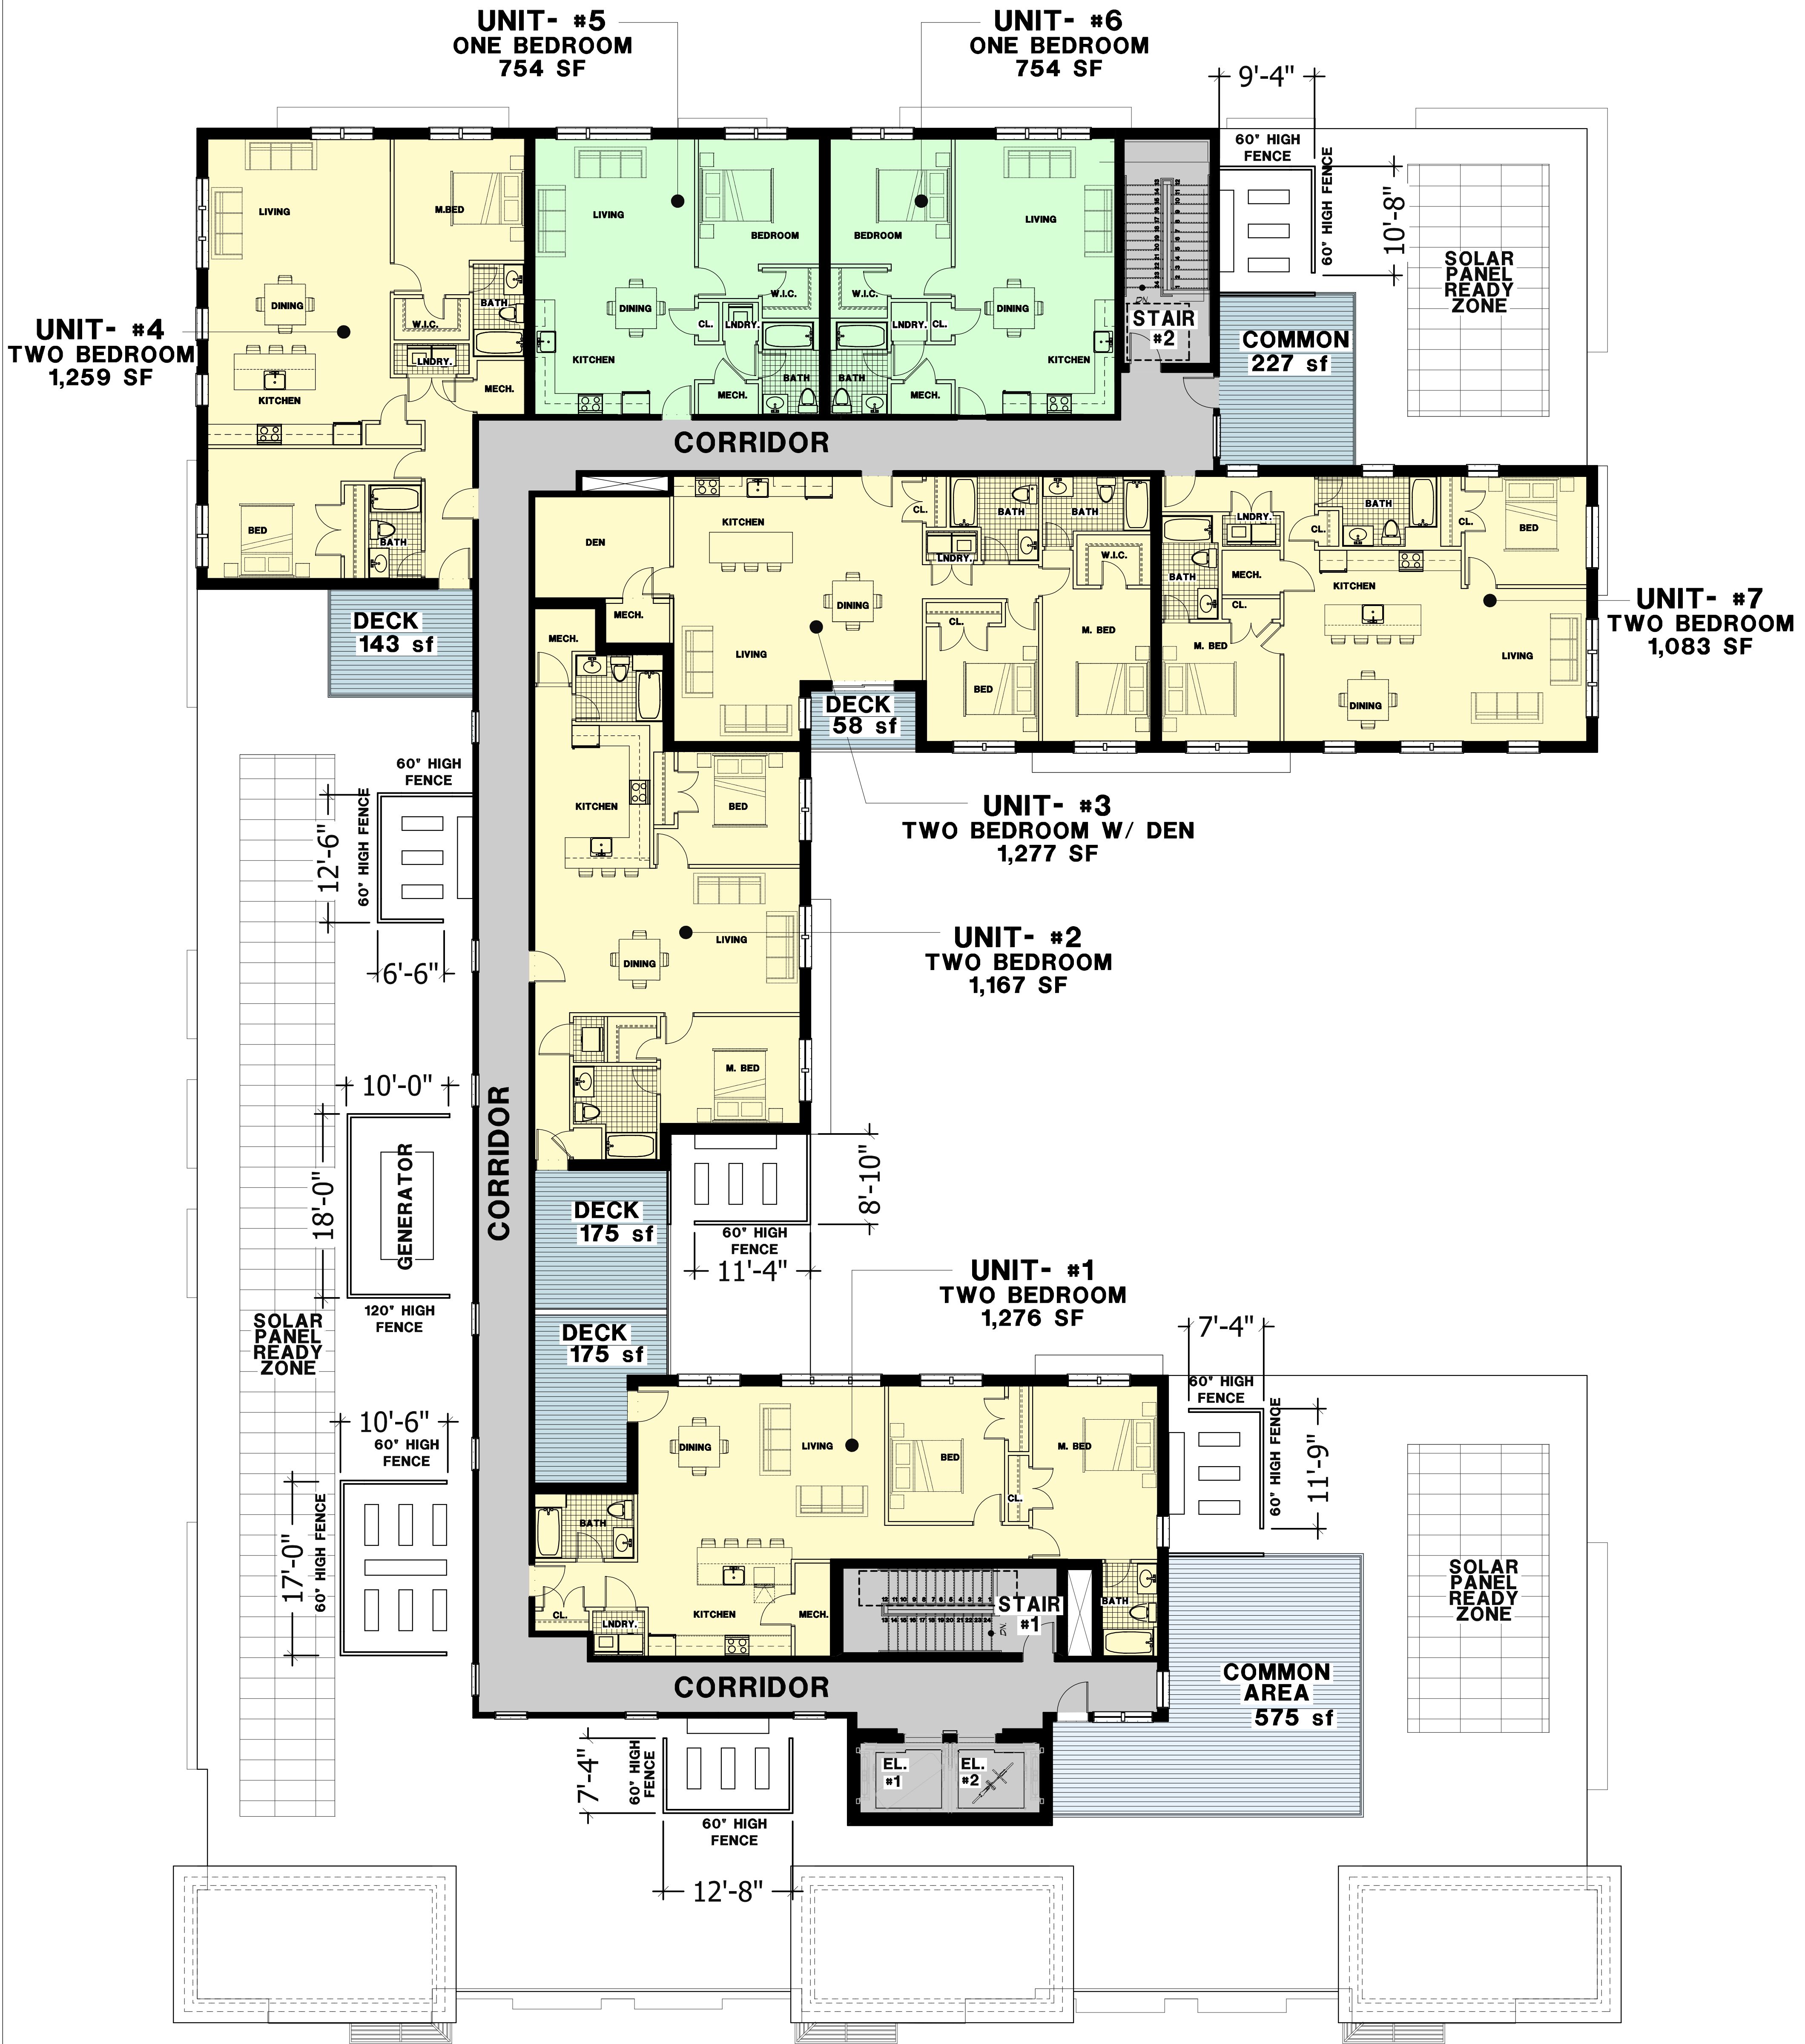 UNIT- #5
ONE BEDROOM
754 SF
UNIT- #6
ONE BEDROOM
754 SF
9'-4"
60" HIGH
FENCE
60" HIGH FENCE
10'-8"
SOLAR
PANEL
READY
ZONE
LIVING
M.BED
DINING
W.I.C.
BATH
LNDRY.
MECH.
KITCHEN
BED
BATH
UNIT- #4
TWO BEDROOM
1,259 SF
LIVING
BEDROOM
DINING
W.I.C.
CL.
LNDRY.
KITCHEN
BATH
MECH.
BEDROOM
LIVING
W.I.C.
DINING
LNDRY.
CL.
KITCHEN
BATH
MECH.
DN.
STAIR
#2
COMMON
227 sf
CORRIDOR
DECK
143 sf
DEN
KITCHEN
CL.
BATH
BATH
LNDRY.
W.I.C.
DINING
MECH.
CL.
M. BED
LIVING
BED
DECK
58 sf
LNDRY.
CL.
BATH
CL.
BED
BATH
MECH.
KITCHEN
CL.
M. BED
LIVING
DINING
UNIT- #7
TWO BEDROOM
1,083 SF
UNIT- #3
TWO BEDROOM W/ DEN
1,277 SF
MECH.
KITCHEN
BED
LIVING
DINING
M. BED
UNIT- #2
TWO BEDROOM
1,167 SF
60" HIGH
FENCE
60" HIGH FENCE
12'-6"
6'-6"
10'-0"
18'-0"
GENERATOR
120" HIGH
FENCE
SOLAR
PANEL
READY
ZONE
CORRIDOR
DECK
175 sf
8'-10"
60" HIGH
FENCE
11'-4"
DECK
175 sf
UNIT- #1
TWO BEDROOM
1,276 SF
7'-4"
60" HIGH
FENCE
60" HIGH FENCE
11'-9"
10'-6"
60" HIGH
FENCE
60" HIGH FENCE
17'-0"
DINING
LIVING
BED
M. BED
CL.
BATH
CL.
LNDRY.
KITCHEN
MECH.
STAIR
#1
DN.
BATH
SOLAR
PANEL
READY
ZONE
COMMON
AREA
575 sf
CORRIDOR
EL.
#1
EL.
#2
7'-4"
60" HIGH
FENCE
60" HIGH
FENCE
12'-8"